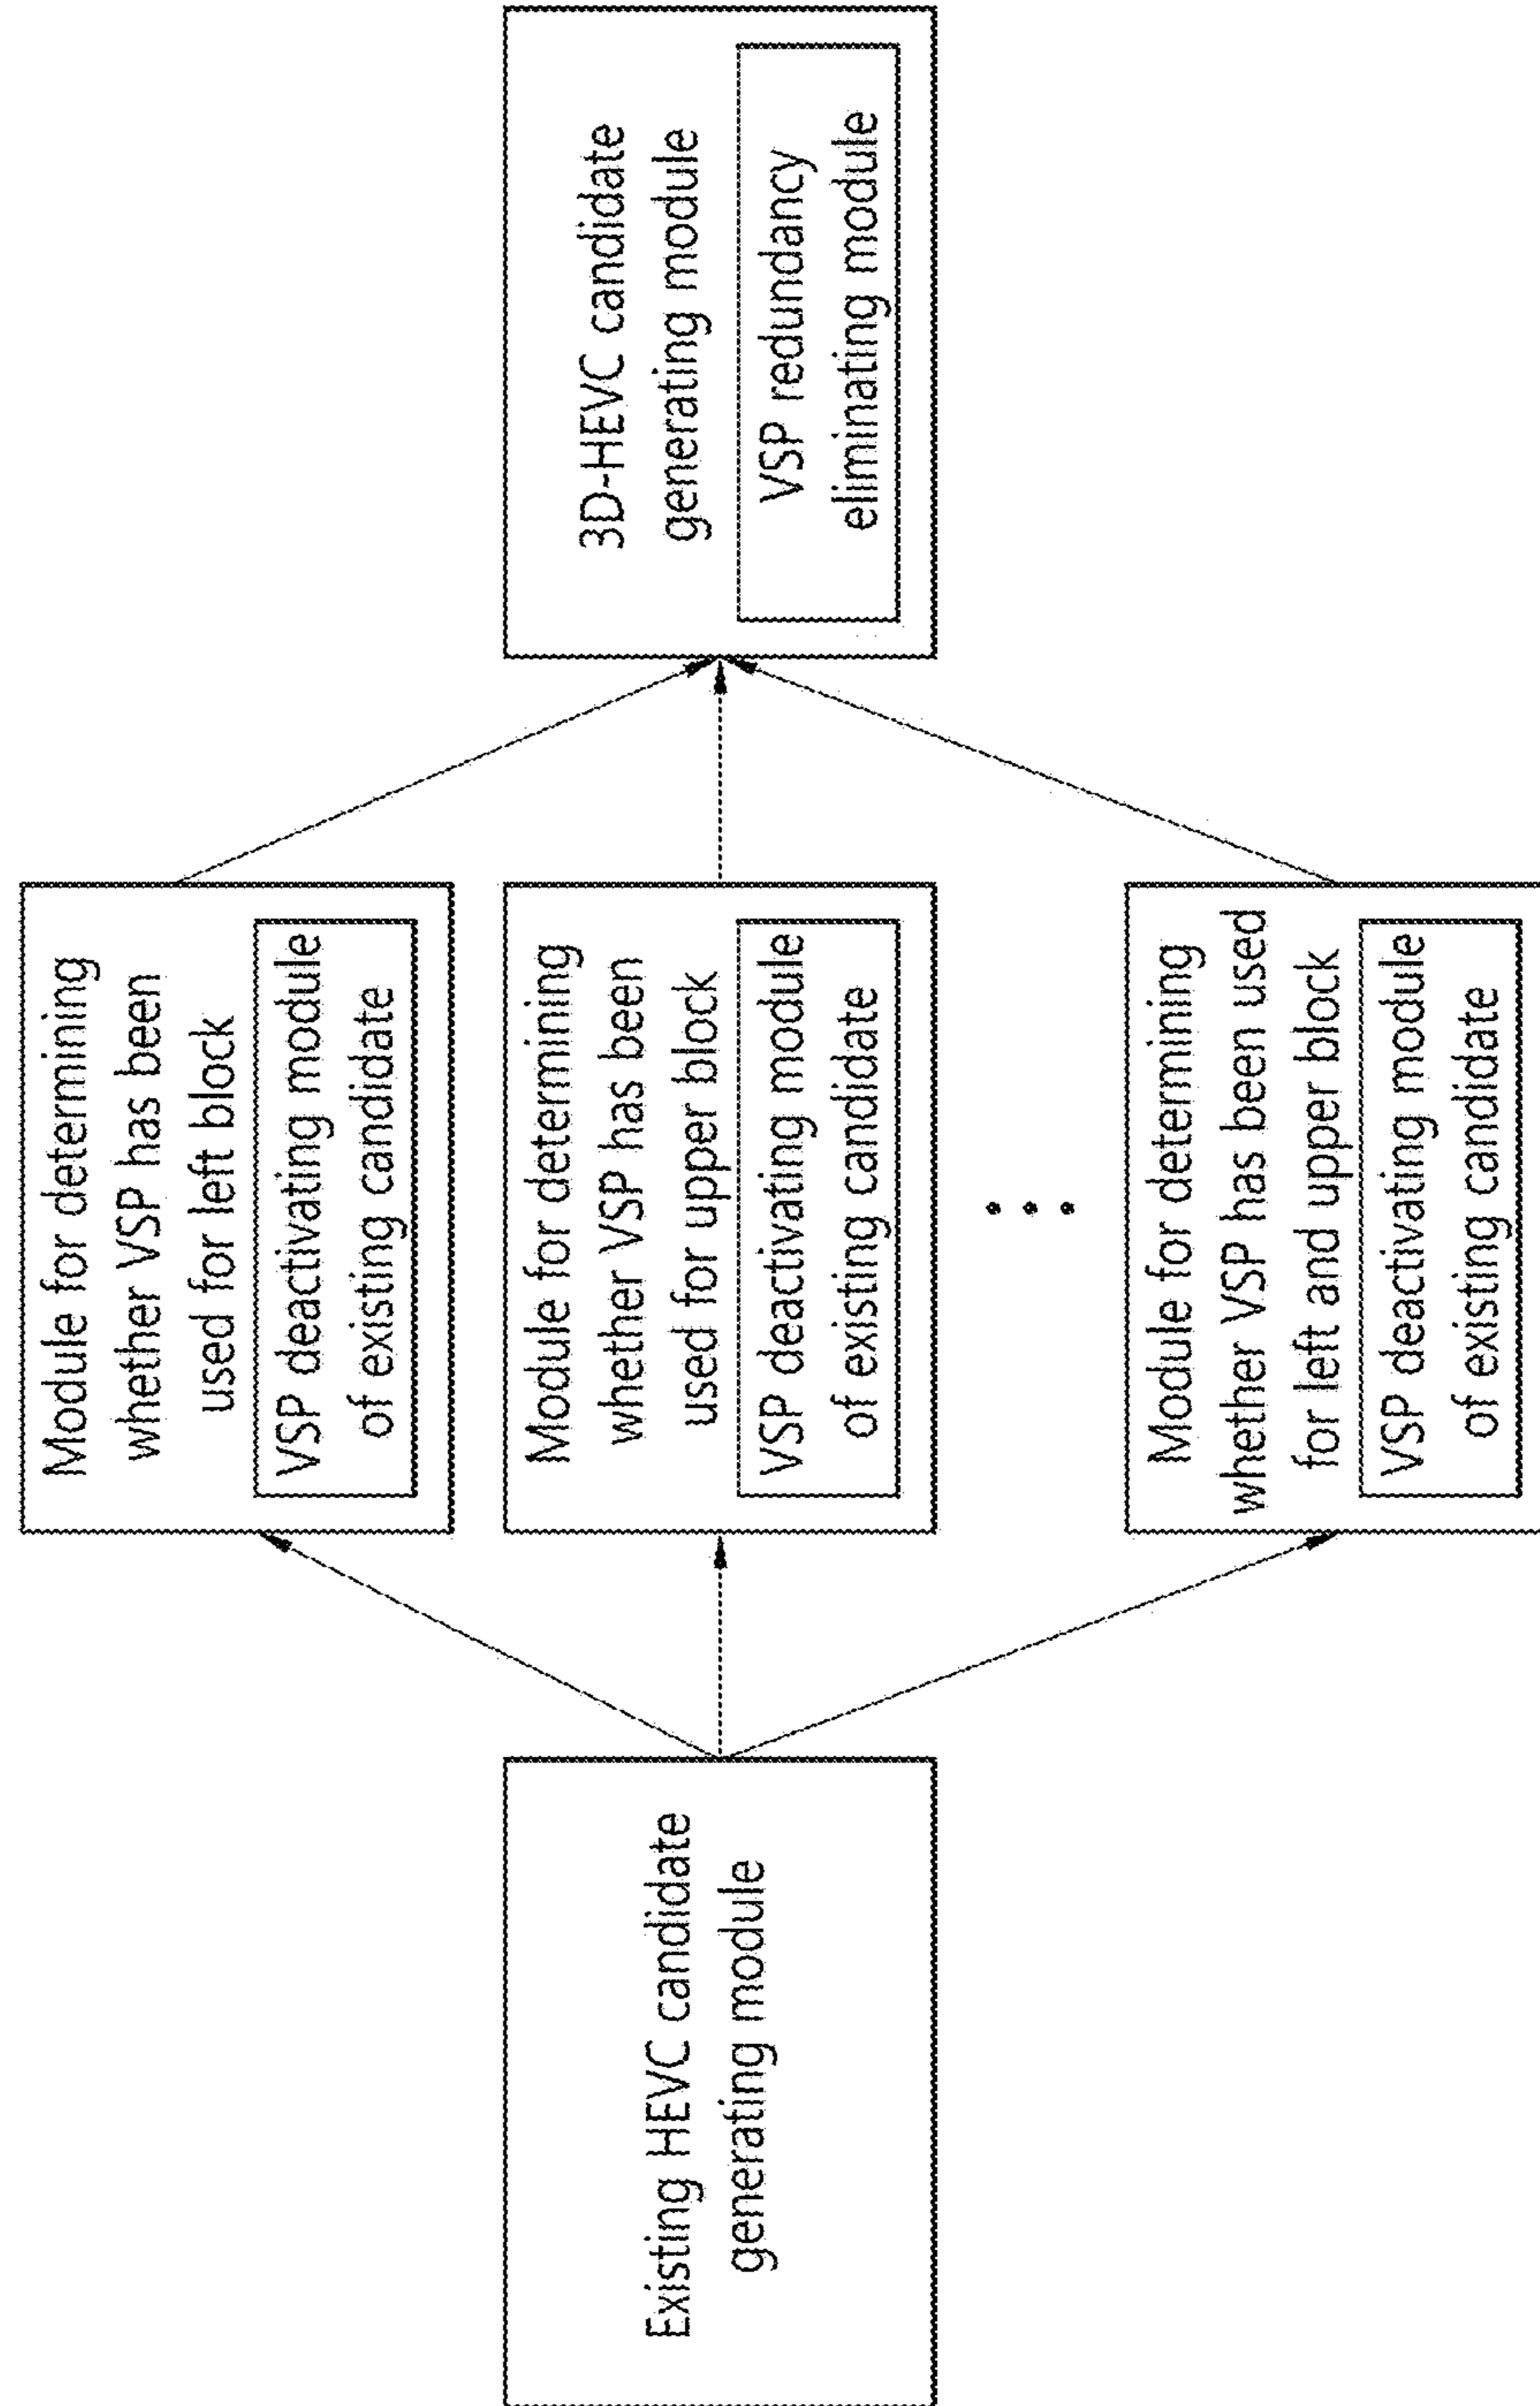 Existing HEVC candidate
generating module
Module for determining
whether VSP has been
used for left block
VSP deactivating module
of existing candidate
Module for determining
whether VSP has been
used for upper block
VSP deactivating module
of existing candidate
Module for determining
whether VSP has been used
for left and upper block
VSP deactivating module
of existing candidate
3D-HEVC candidate
generating module
VSP redundancy
eliminating module